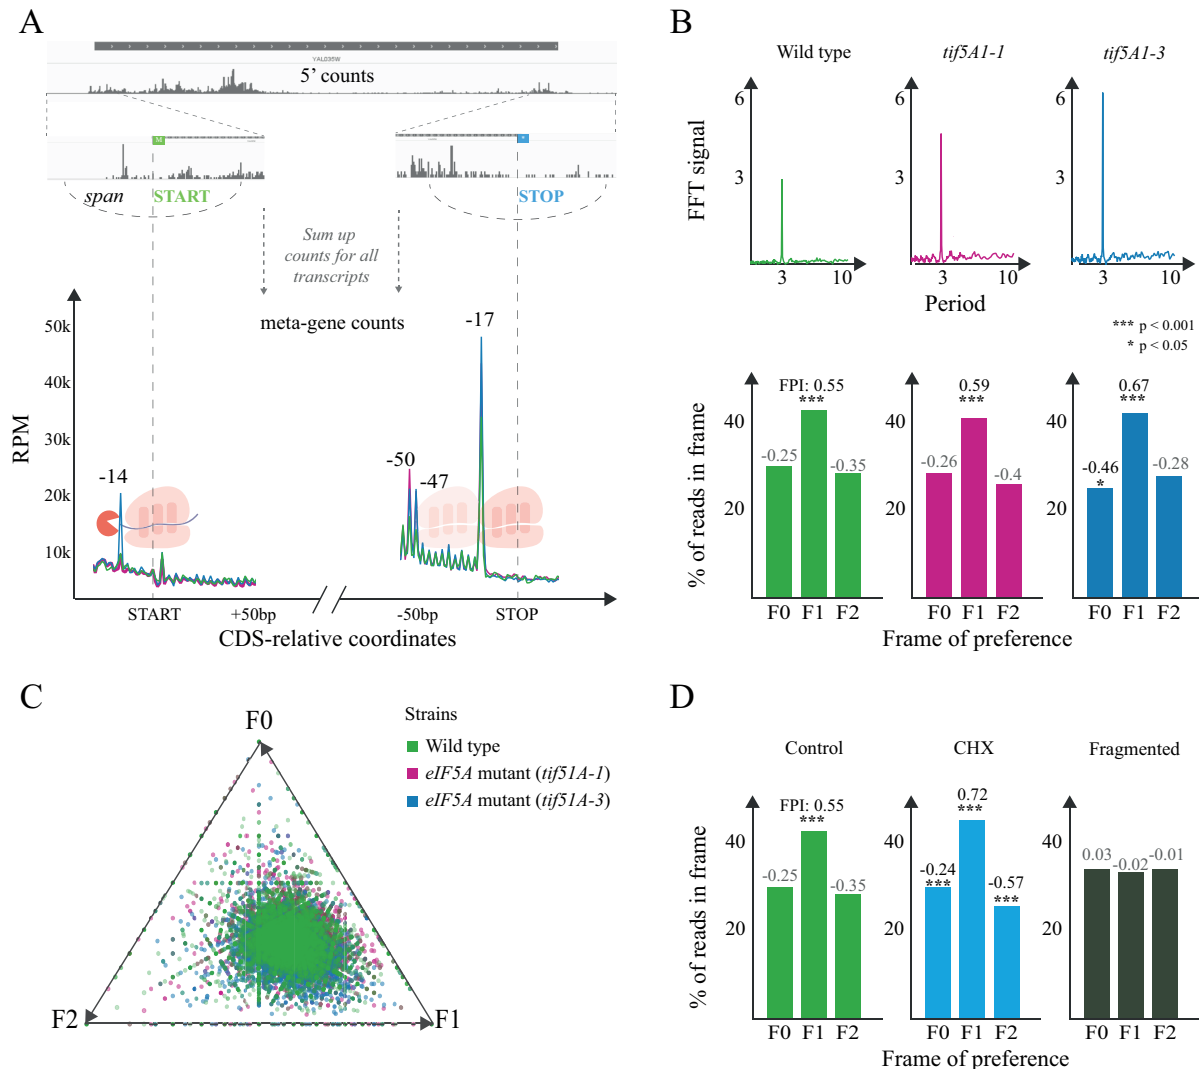 A
YAL035W
5' counts
M
*
span
START
STOP
Sum up
counts for all
transcripts
meta-gene counts
RPM
50k
40k
30k
20k
10k
-14
-50
-47
-17
START
+50bp
-50bp
STOP
CDS-relative coordinates
B
Wild type
tif5A1-1
tif5A1-3
FFT signal
6
3
3
10
6
3
3
10
6
3
3
10
Period
*** p < 0.001
* p < 0.05
% of reads in frame
40
20
FPI: 0.55
***
-0.25
-0.35
F0 F1 F2
40
20
0.59
***
-0.26
-0.4
F0 F1 F2
40
20
0.67
***
-0.46
*
-0.28
F0 F1 F2
Frame of preference
C
F0
F2
F1
Strains
Wild type
eIF5A mutant (tif51A-1)
eIF5A mutant (tif51A-3)
D
Control
CHX
Fragmented
% of reads in frame
40
20
FPI: 0.55
***
-0.25
-0.35
F0 F1 F2
40
20
0.72
***
-0.24
***
-0.57
***
F0 F1 F2
40
20
0.03
-0.02
-0.01
F0 F1 F2
Frame of preference